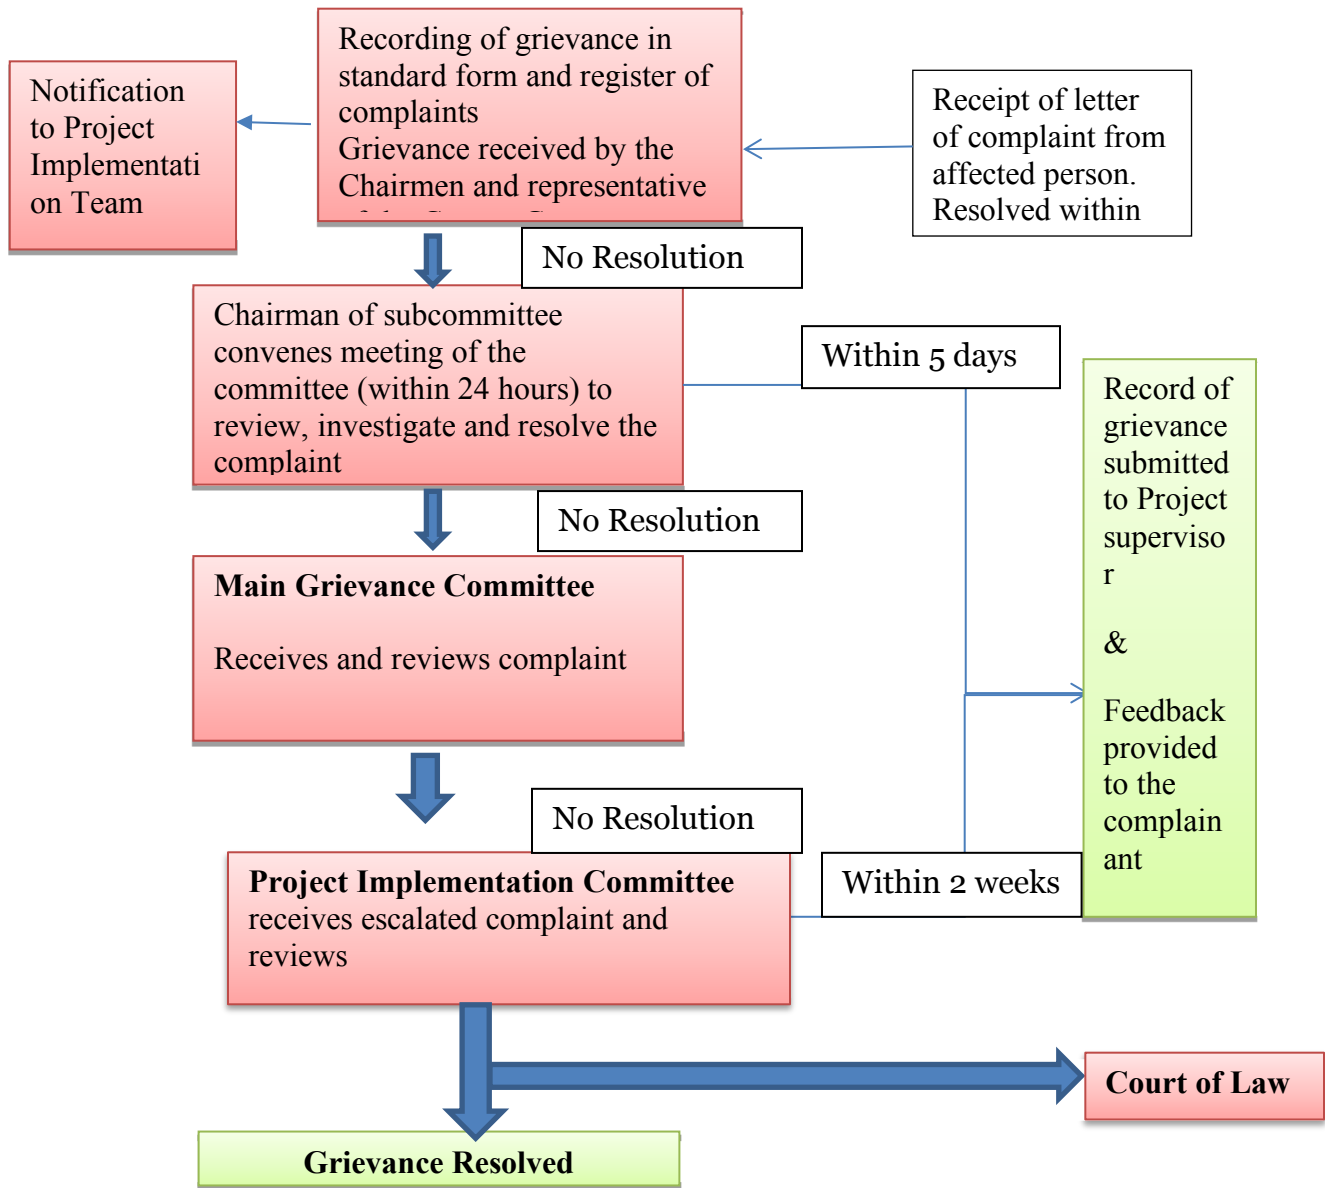 Recording of grievance in
standard form and register of
complaints
Grievance received by the
Chairmen and representative
Notification
to Project
Implementati
on Team
Receipt of letter
of complaint from
affected person.
Resolved within
No Resolution
Chairman of subcommittee
convenes meeting of the
committee (within 24 hours) to
review, investigate and resolve the
complaint
Within 5 days
Record of
grievance
submitted
to Project
superviso
r
&
Feedback
provided
to the
complain
ant
No Resolution
Main Grievance Committee
Receives and reviews complaint
No Resolution
Project Implementation Committee
receives escalated complaint and
reviews
Within 2 weeks
Court of Law
Grievance Resolved